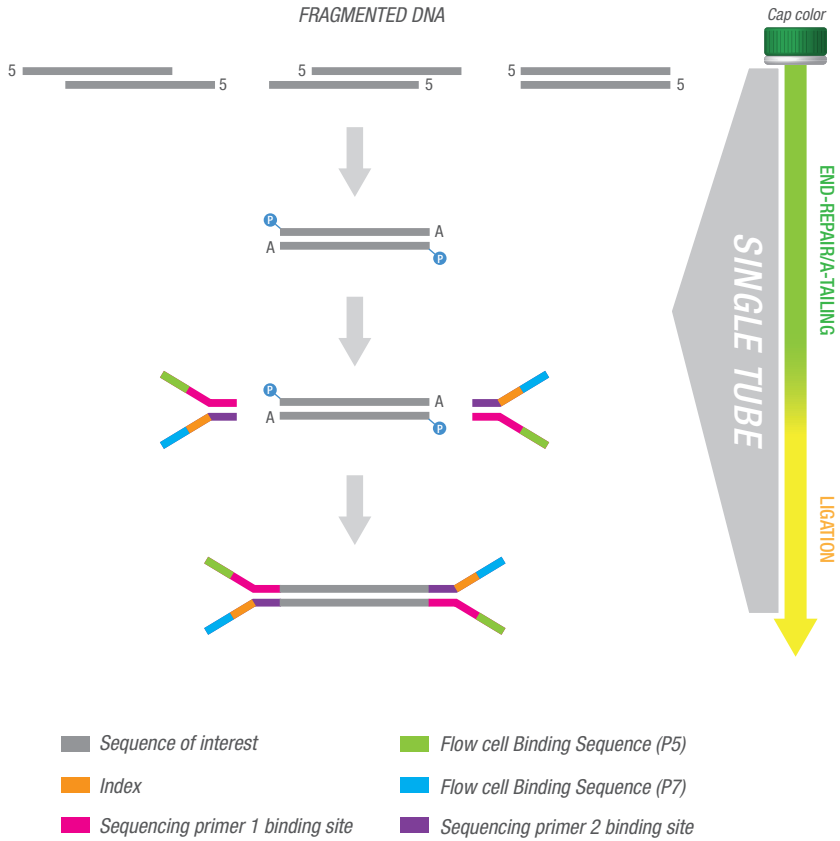 FRAGMENTED DNA
Cap color
5
5
5
5
5
5
P
A
A
P
P
A
A
P
END-REPAIR/A-TAILING
SINGLE TUBE
LIGATION
Sequence of interest
Flow cell Binding Sequence (P5)
Index
Flow cell Binding Sequence (P7)
Sequencing primer 1 binding site
Sequencing primer 2 binding site